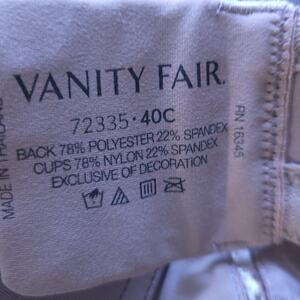 VANITY FAIR.
72335·40C
BACK 78% POLYESTER 22% SPANDEX
CUPS 78% NYLON 22% SPANDEX
EXCLUSIVE OF DECORATION
MADE IN THAILAND
RN 16345